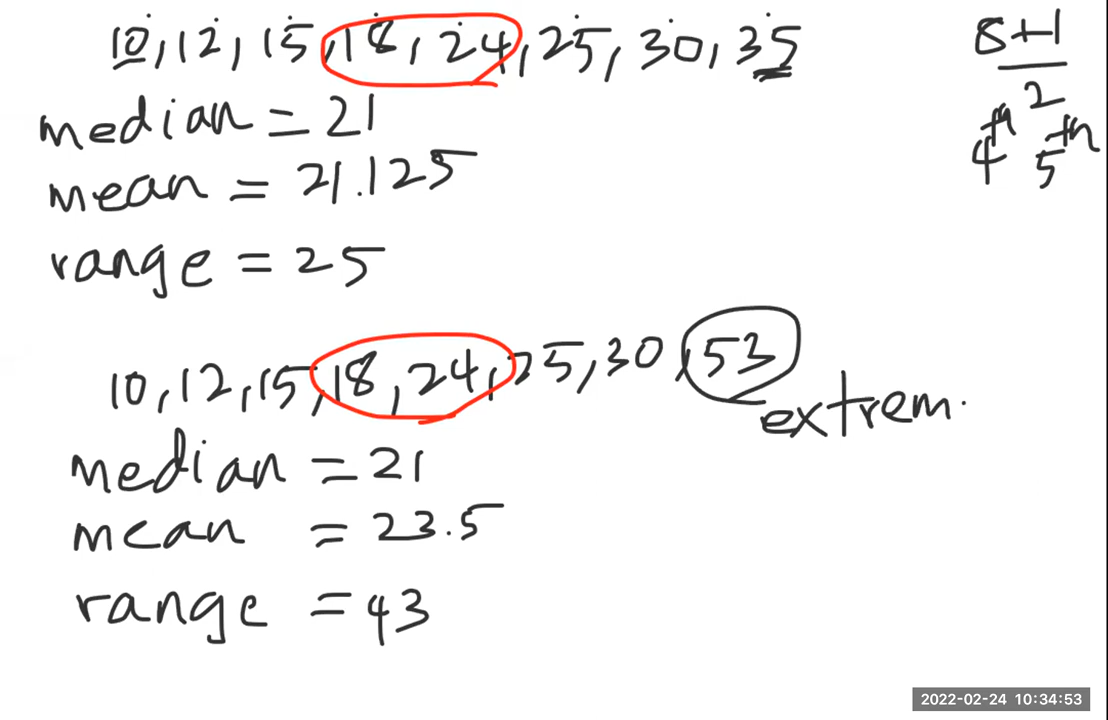 10, 12, 15, 18, 24, 25, 30, 35
8+1
2
4th 5th
median = 21
mean = 21.125
range = 25
10, 12, 15, 18, 24, 25, 30, 53
extrem.
median = 21
mean = 23.5
range = 43
2022-02-24 10:34:53